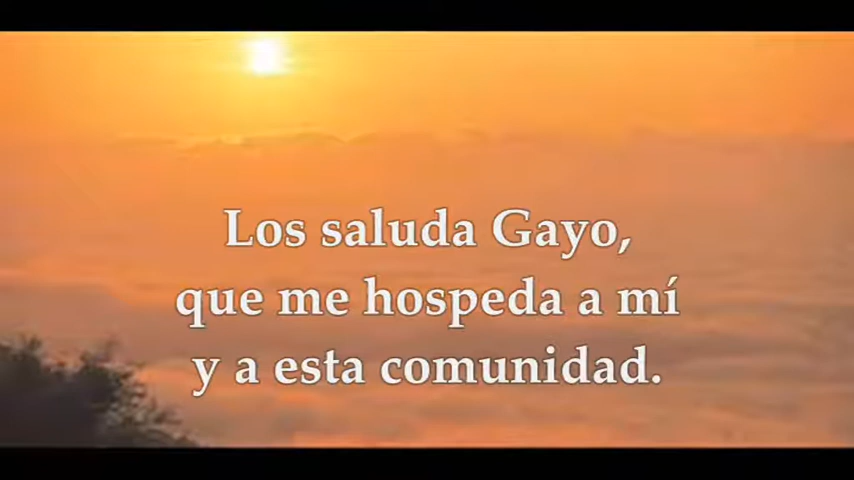 Los saluda Gayo,
que me hospeda a mí
y a esta comunidad.